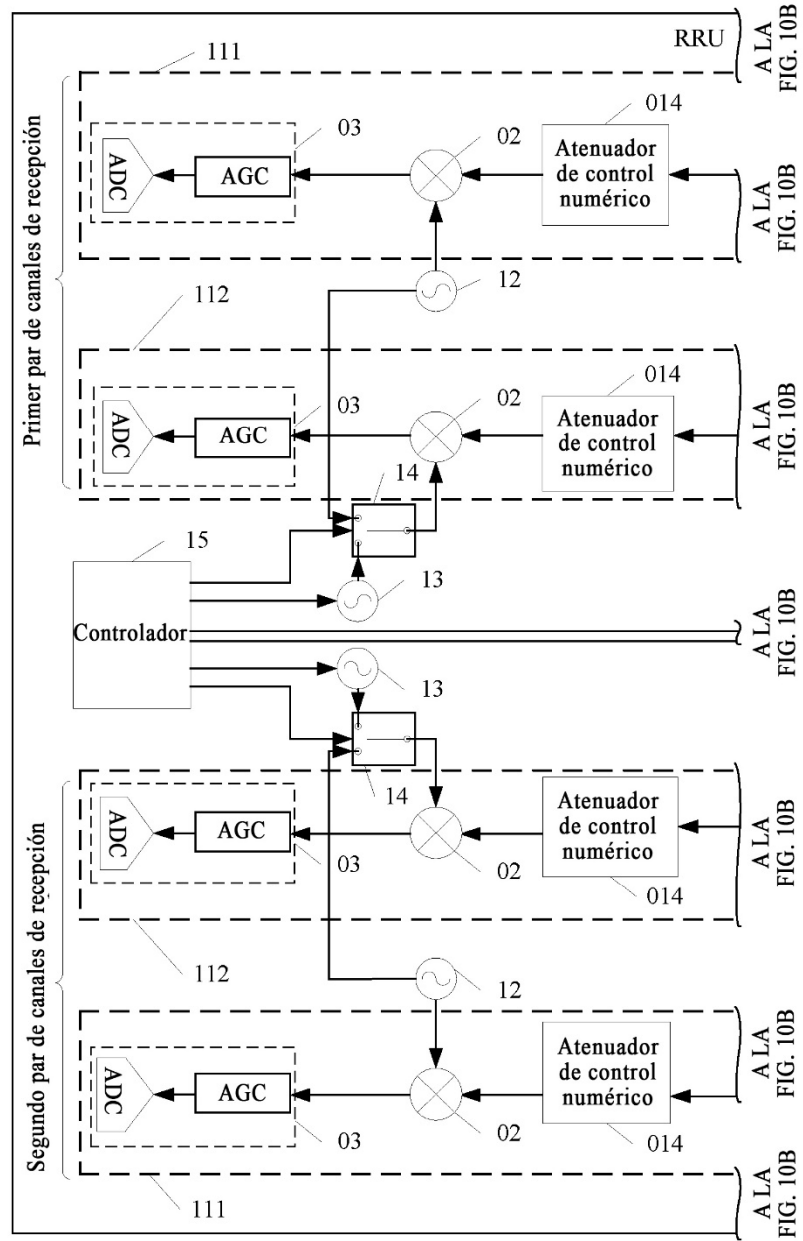 RRU
A LA
FIG. 10B
Primer par de canales de recepción
111
ADC
AGC
03
02
12
014
Atenuador
de control
numérico
A LA
FIG. 10B
112
ADC
AGC
03
02
014
Atenuador
de control
numérico
A LA
FIG. 10B
14
13
15
Controlador
A LA
FIG. 10B
13
14
Segundo par de canales de recepción
ADC
AGC
03
02
Atenuador
de control
numérico
014
A LA
FIG. 10B
112
12
ADC
AGC
03
02
Atenuador
de control
numérico
014
A LA
FIG. 10B
111
A LA
FIG. 10B